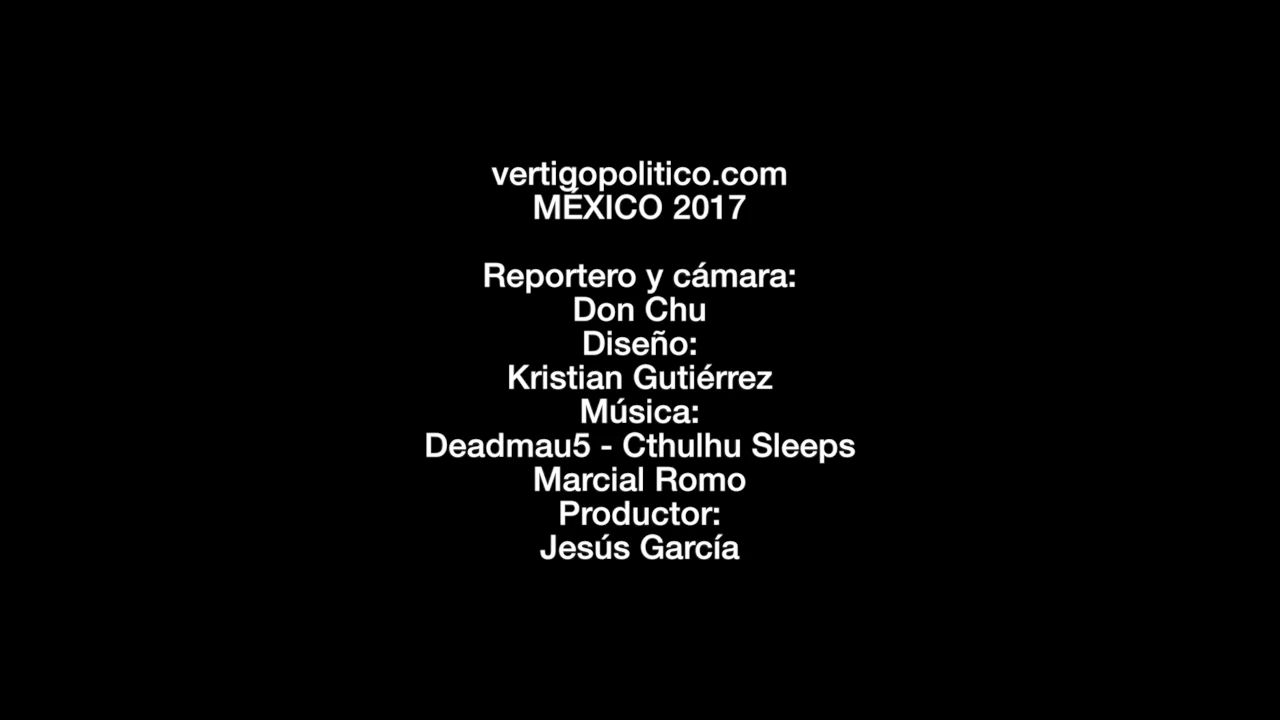 vertigopolitico.com
MÉXICO 2017
Reportero y cámara:
Don Chu
Diseño:
Kristian Gutiérrez
Música:
Deadmau5 - Cthulhu Sleeps
Marcial Romo
Productor:
Jesús García